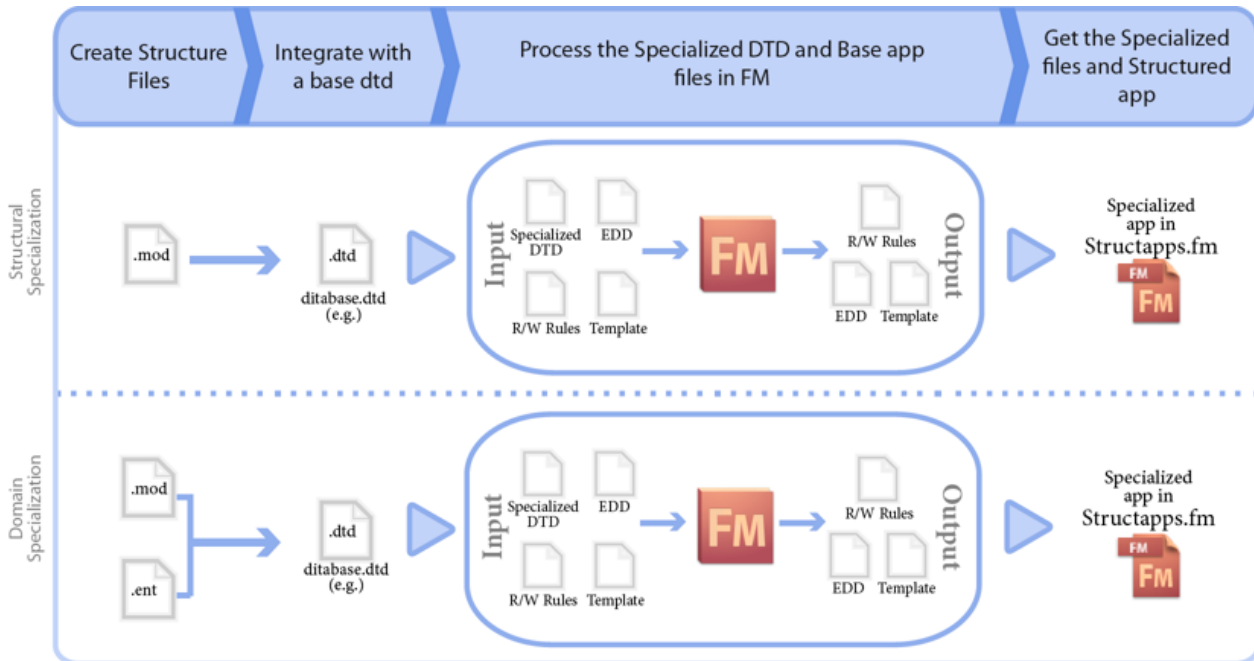 Create Structure
Files
Integrate with
a base dtd
Process the Specialized DTD and Base app
files in FM
Get the Specialized
files and Structured
app
Structural
Specialization
.mod
.dtd
ditabase.dtd
(e.g.)
Input
Specialized
DTD
EDD
R/W Rules
Template
FM
R/W Rules
EDD
Template
Output
Specialized
app in
Structapps.fm
FM
FM
Domain
Specialization
.mod
.ent
.dtd
ditabase.dtd
(e.g.)
Input
Specialized
DTD
EDD
R/W Rules
Template
FM
R/W Rules
EDD
Template
Output
Specialized
app in
Structapps.fm
FM
FM